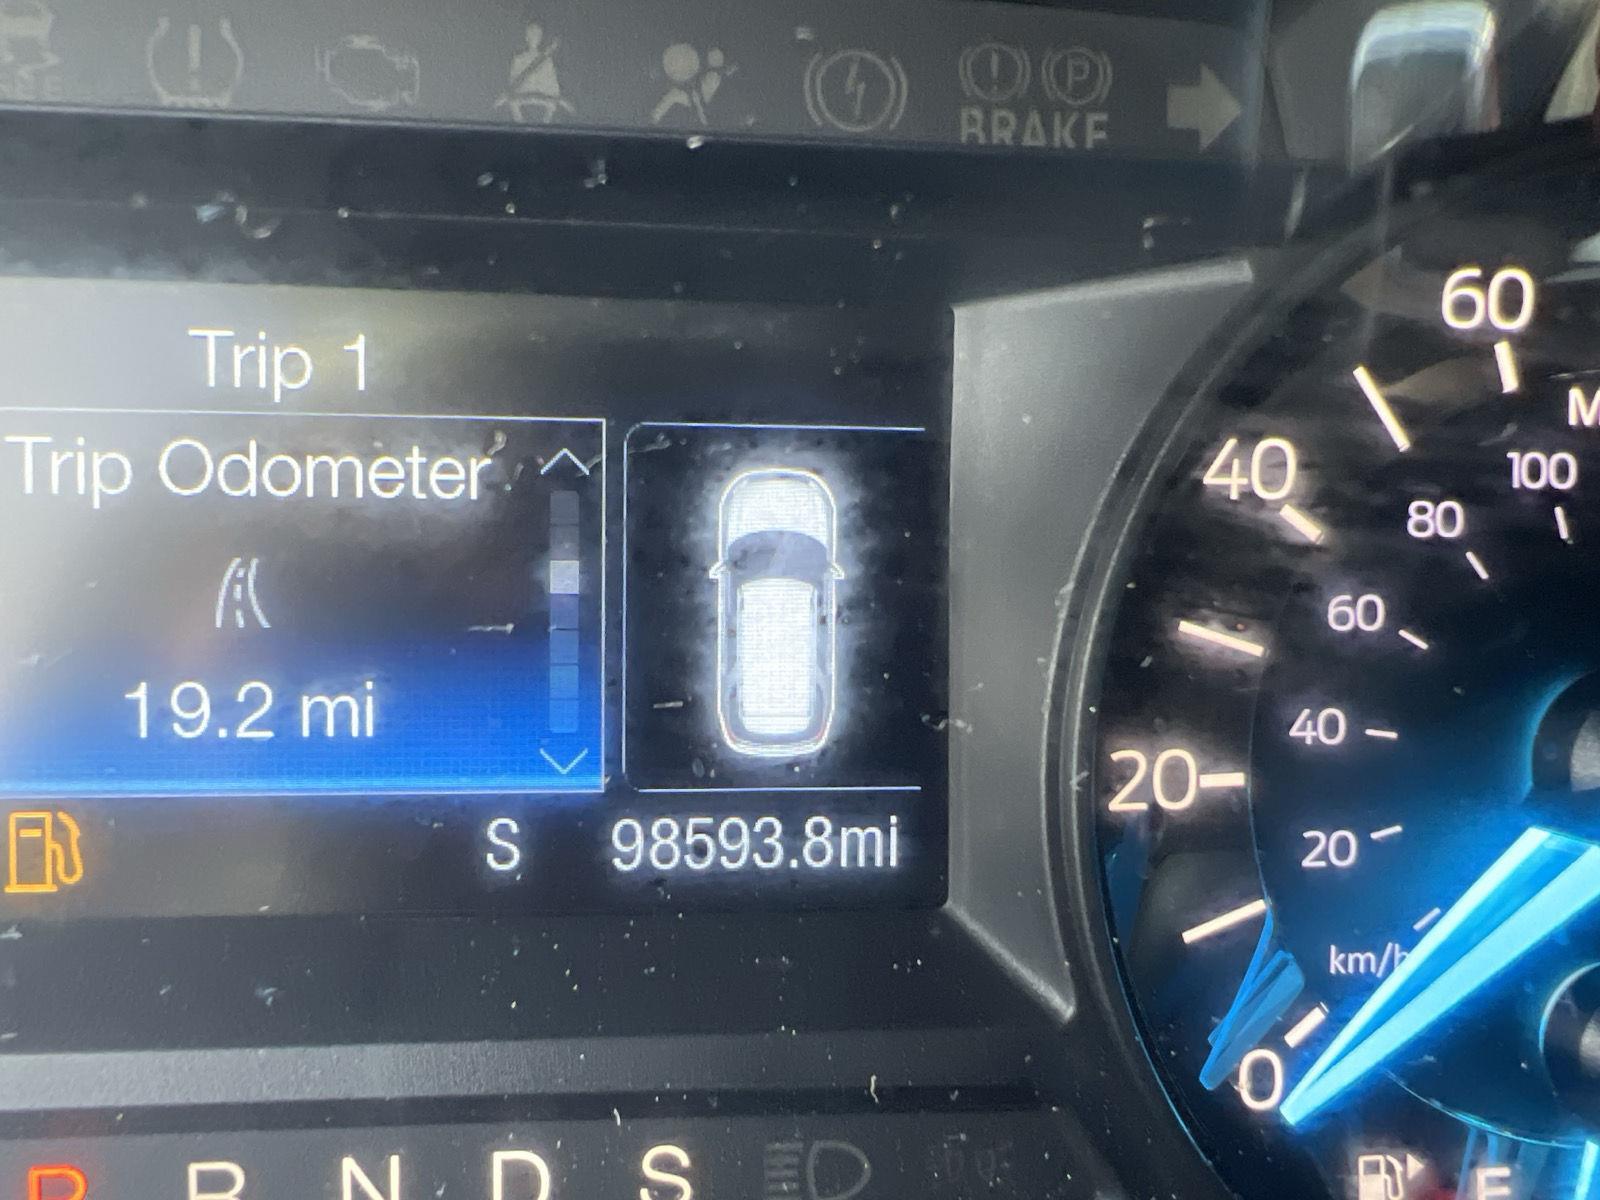 BRAKE
Trip 1
Trip Odometer
19.2 mi
S
98593.8mi
P R N D S
60
40
20
0
100
80
60
40
20
km/h